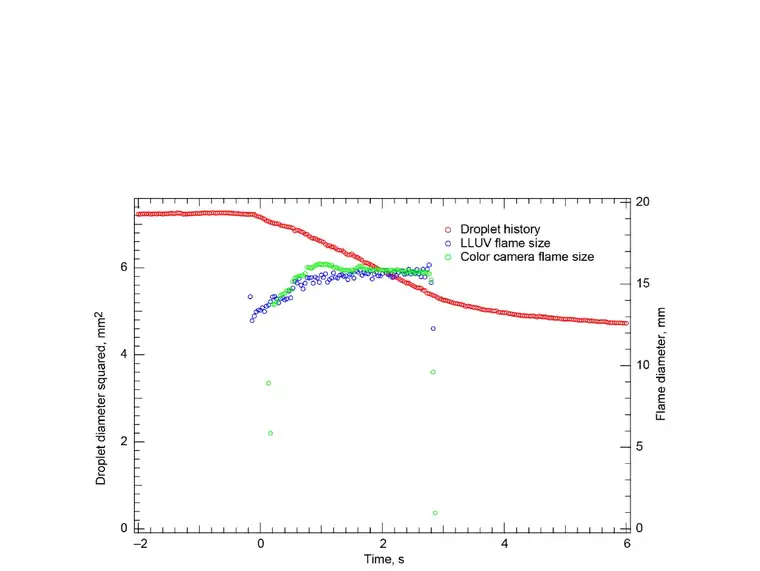 20
Droplet history
LLUV flame size
Color camera flame size
6
15
4
10
2
5
0
0
Droplet diameter squared, mm2
Flame diameter, mm
–2
0
2
4
6
Time, s